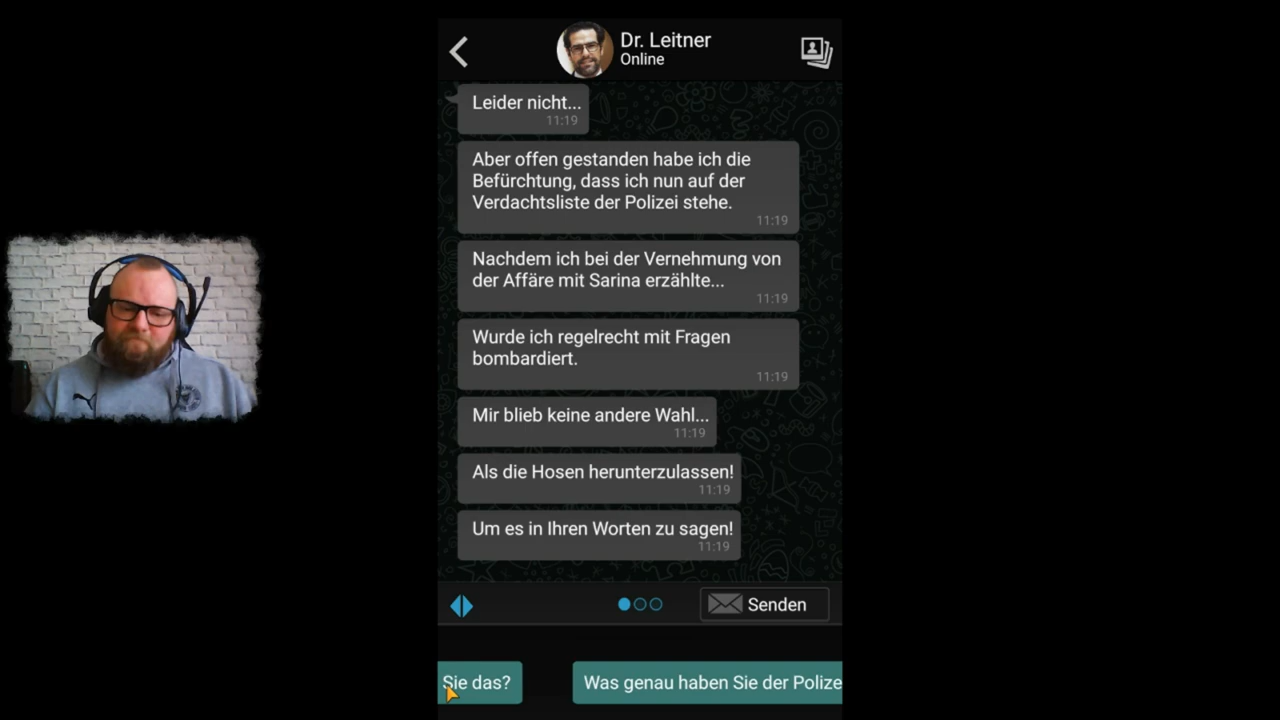 Dr. Leitner
Online
Leider nicht...
11:19
Aber offen gestanden habe ich die
Befürchtung, dass ich nun auf der
Verdachtsliste der Polizei stehe.
11:19
Nachdem ich bei der Vernehmung von
der Affäre mit Sarina erzählte...
11:19
Wurde ich regelrecht mit Fragen
bombardiert.
11:19
Mir blieb keine andere Wahl...
11:19
Als die Hosen herunterzulassen!
11:19
Um es in Ihren Worten zu sagen!
11:19
Senden
Sie das?
Was genau haben Sie der Polize